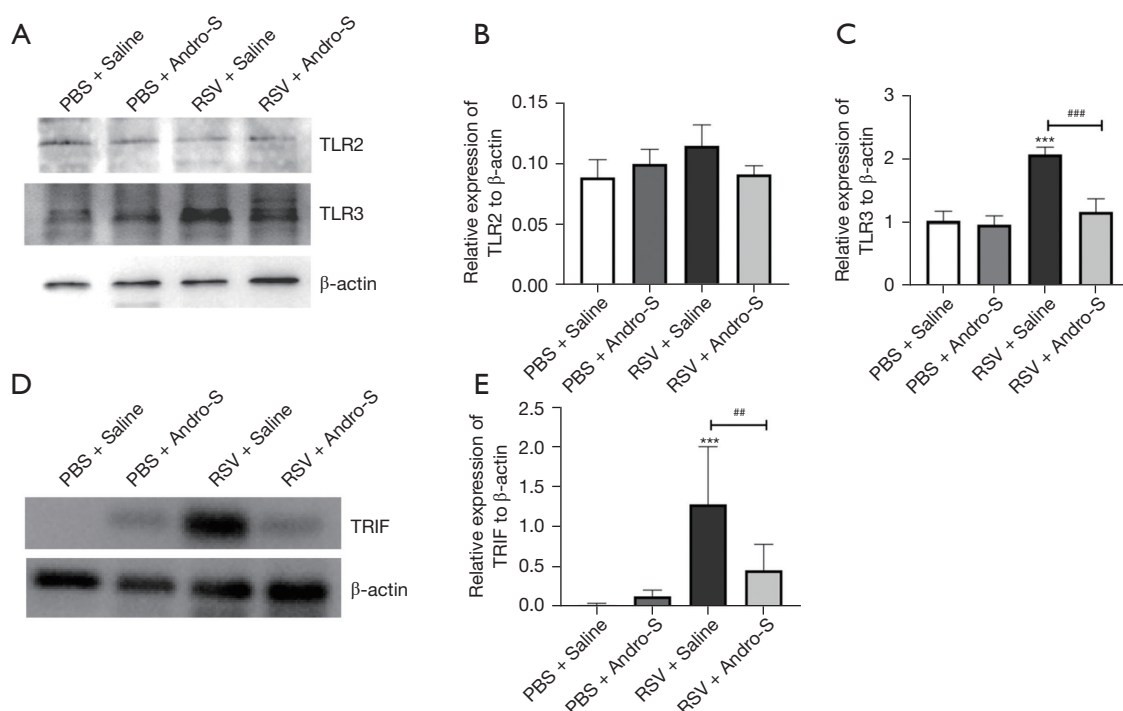 A
PBS + Saline
PBS + Andro-S
RSV + Saline
RSV + Andro-S
TLR2
TLR3
β-actin
B
Relative expression of
TLR2 to β-actin
0.15
0.10
0.05
0.00
PBS + Saline
PBS + Andro-S
RSV + Saline
RSV + Andro-S
C
Relative expression of
TLR3 to β-actin
3
2
1
0
***
###
PBS + Saline
PBS + Andro-S
RSV + Saline
RSV + Andro-S
D
PBS + Saline
PBS + Andro-S
RSV + Saline
RSV + Andro-S
TRIF
β-actin
E
Relative expression of
TRIF to β-actin
2.5
2.0
1.5
1.0
0.5
0.0
***
##
PBS + Saline
PBS + Andro-S
RSV + Saline
RSV + Andro-S